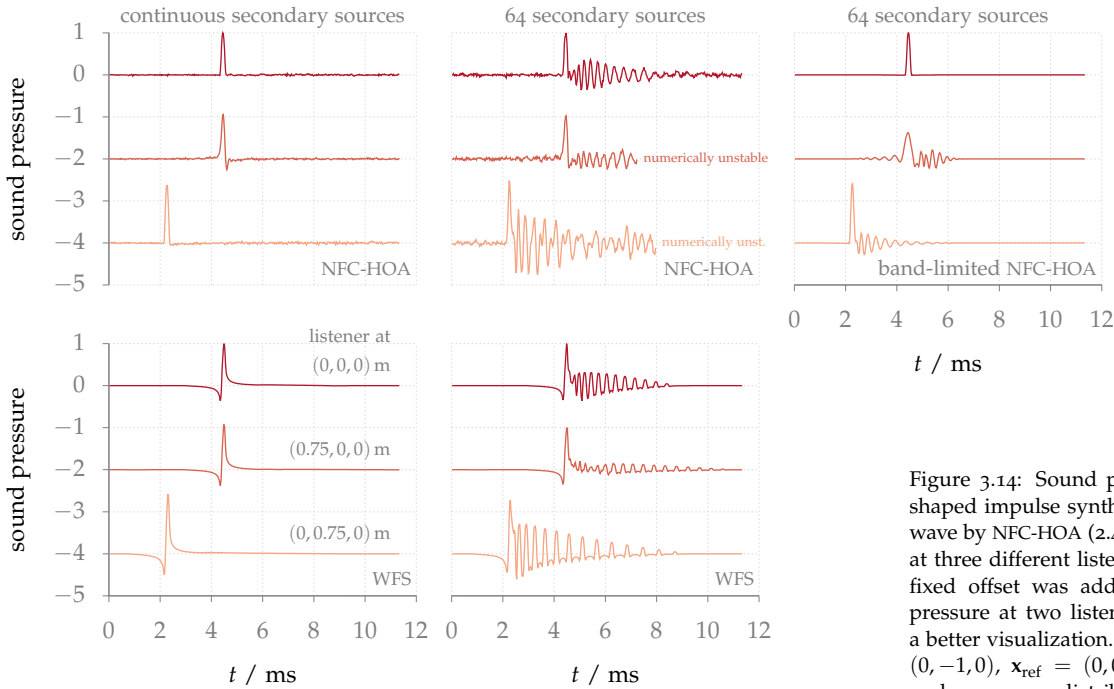 continuous secondary sources
64 secondary sources
64 secondary sources
sound pressure
1
0
−1
−2
−3
−4
−5
NFC-HOA
numerically unstable
numerically unst.
NFC-HOA
band-limited NFC-HOA
0 2 4 6 8 10 12
t / ms
sound pressure
1
0
−1
−2
−3
−4
−5
listener at
(0, 0, 0) m
(0.75, 0, 0) m
(0, 0.75, 0) m
WFS
WFS
0 2 4 6 8 10 12
t / ms
0 2 4 6 8 10 12
t / ms
Figure 3.14: Sound p
shaped impulse synth
wave by NFC-HOA (2.4
at three different listen
fixed offset was add
pressure at two listen
a better visualization.
(0, −1, 0), x_ref = (0, 0